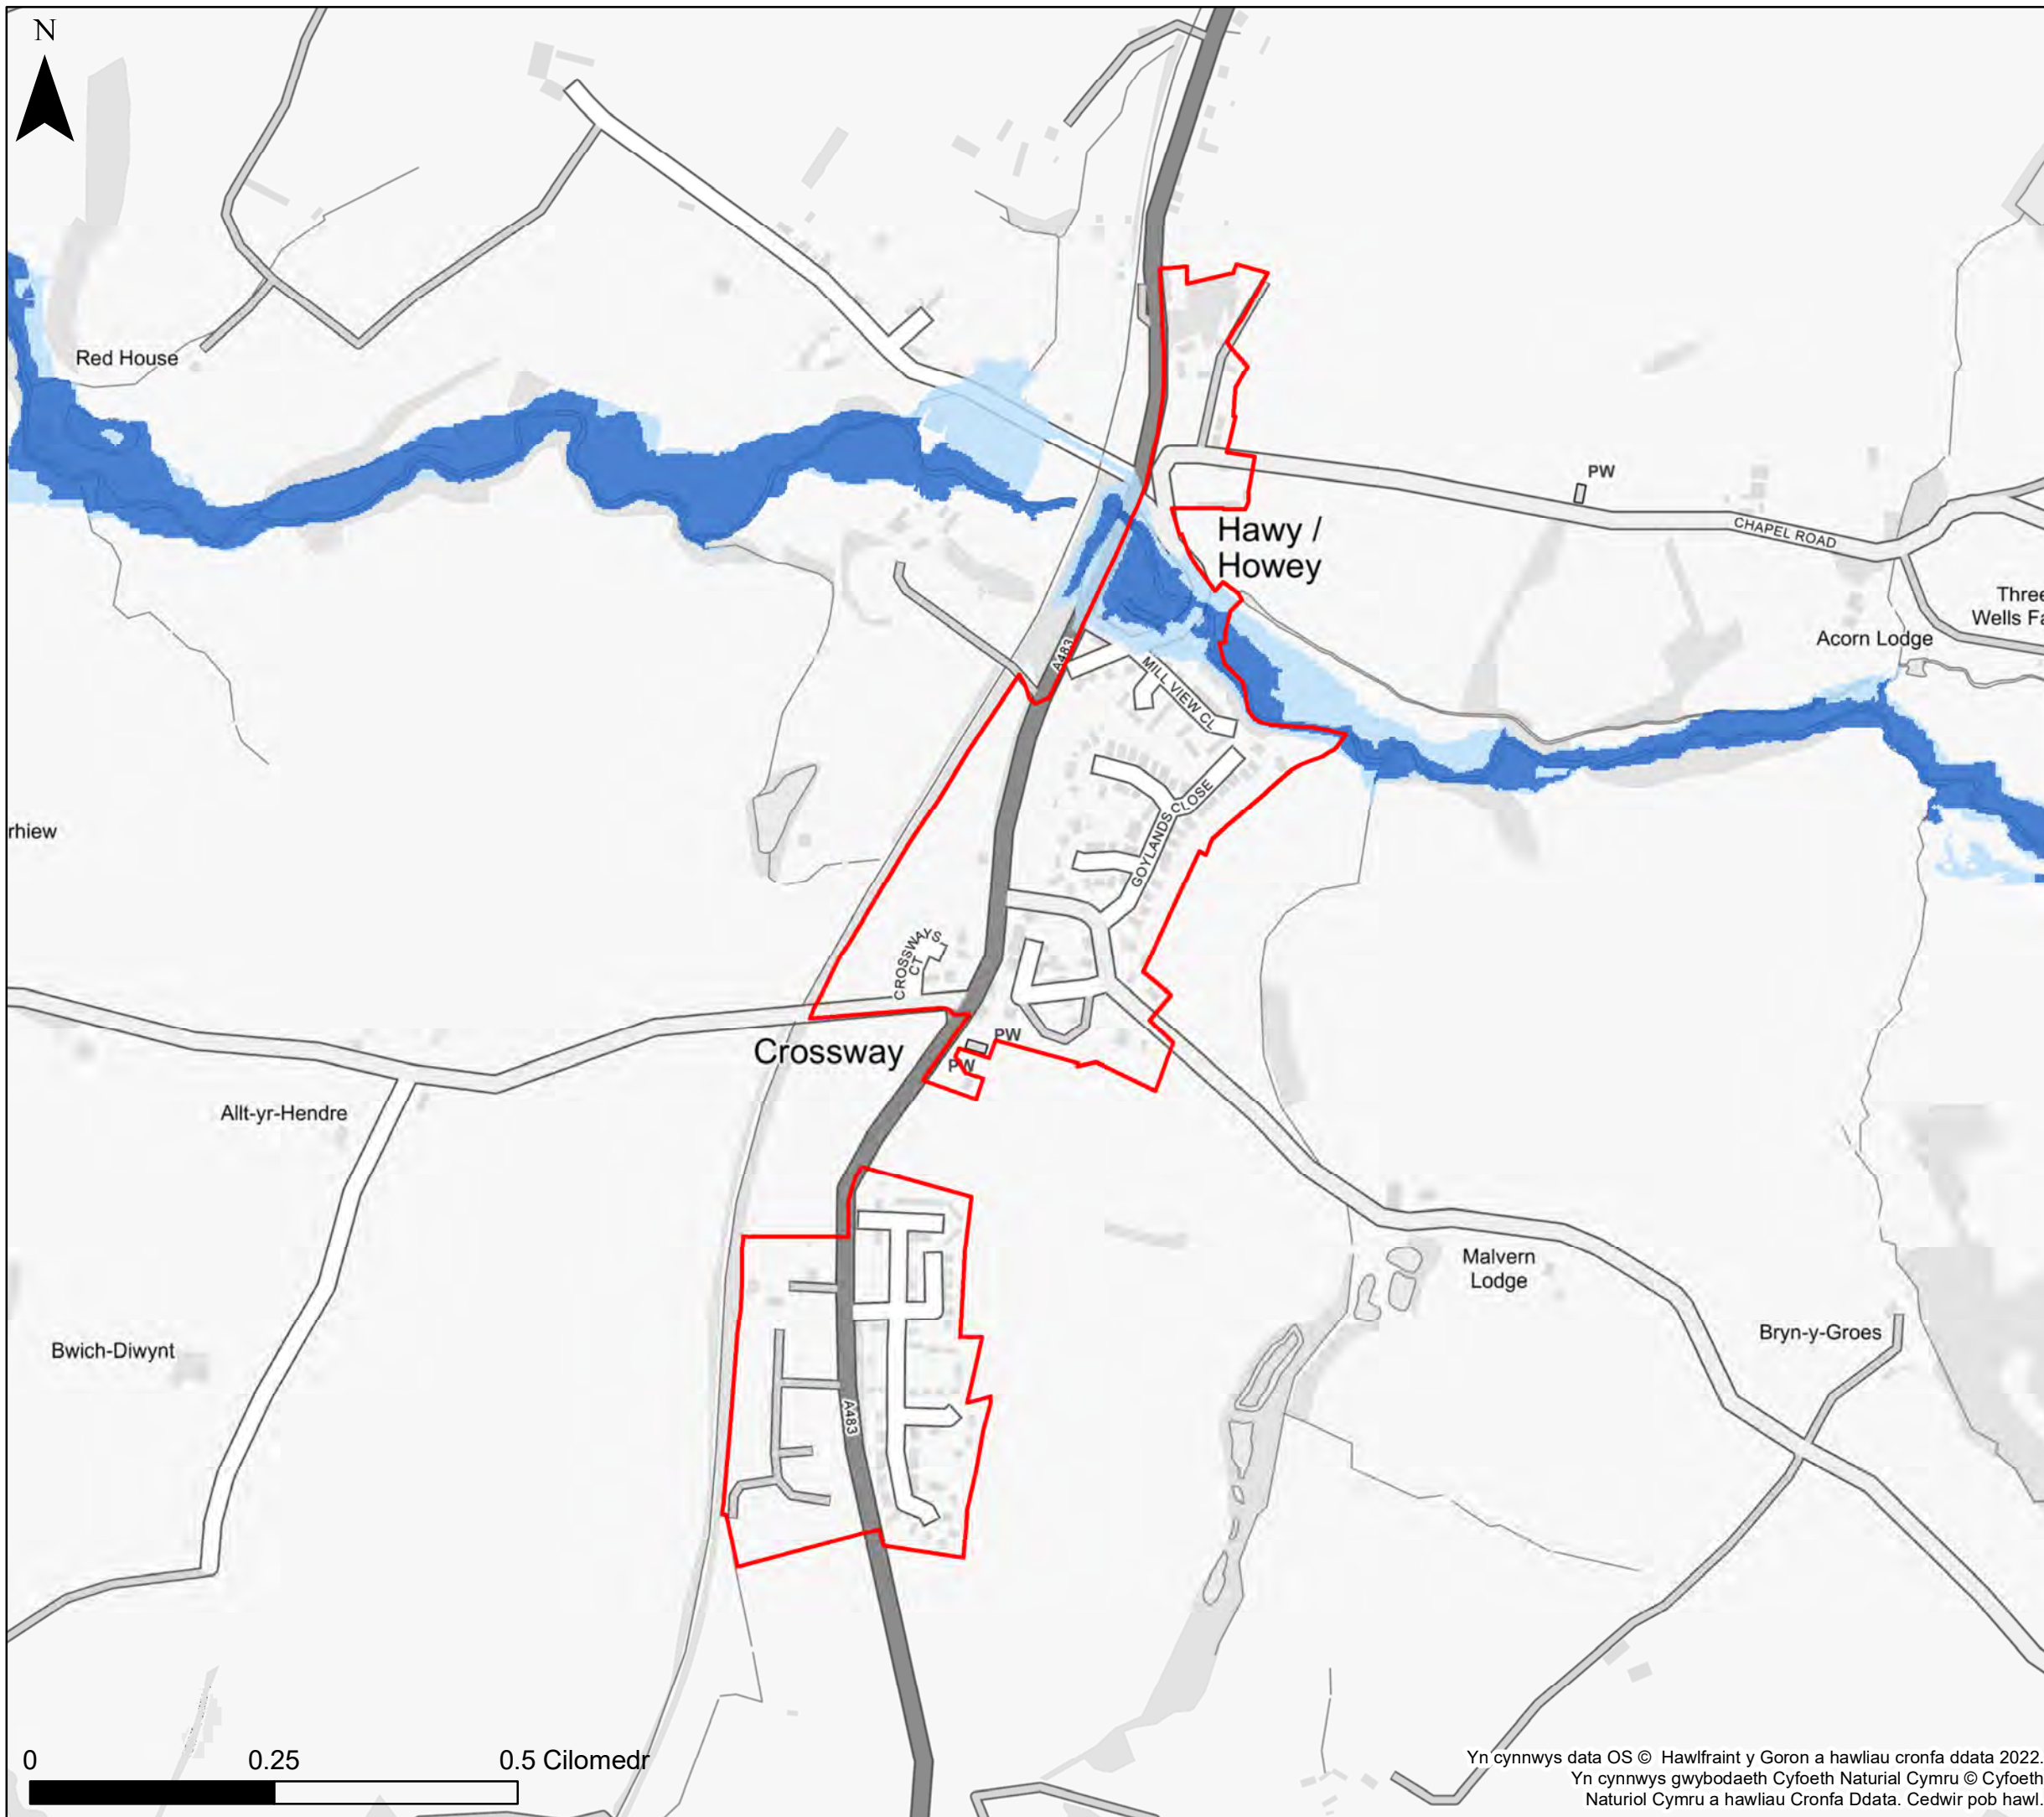 N
Red House
PW
Hawy /
Howey
CHAPEL ROAD
Three
Wells Fa
Acorn Lodge
A483
MILL VIEW CL
GOYLANDS CLOSE
rhiew
CROSSWAYS
CT
PW
Crossway
PW
Allt-yr-Hendre
Malvern
Lodge
Bryn-y-Groes
Bwich-Diwynt
A483
0 0.25 0.5 Cilomedr
Yn cynnwys data OS © Hawlfraint y Goron a hawliau cronfa ddata 2022.
Yn cynnwys gwybodaeth Cyfoeth Naturial Cymru © Cyfoeth
Naturiol Cymru a hawliau Cronfa Ddata. Cedwir pob hawl.